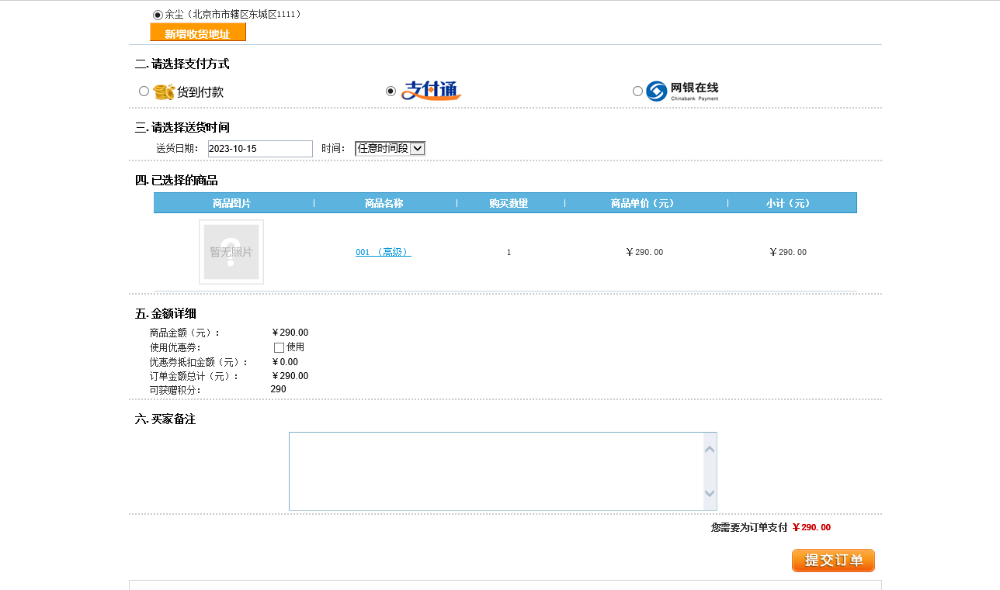 余尘（北京市市辖区东城区1111）
新增收货地址
二. 请选择支付方式
货到付款 支付通 网银在线
Chinabank Payment
三. 请选择送货时间
送货日期： 2023-10-15 时间： 任意时间段
四. 已选择的商品
商品图片 商品名称 购买数量 商品单价（元） 小计（元）
暂无照片 001 （高级） 1 ￥290.00 ￥290.00
五. 金额详细
商品金额（元）： ￥290.00
使用优惠券： 使用
优惠券抵扣金额（元）： ￥0.00
订单金额总计（元）： ￥290.00
可获赠积分： 290
六. 买家备注
您需要为订单支付 ￥290.00
提交订单